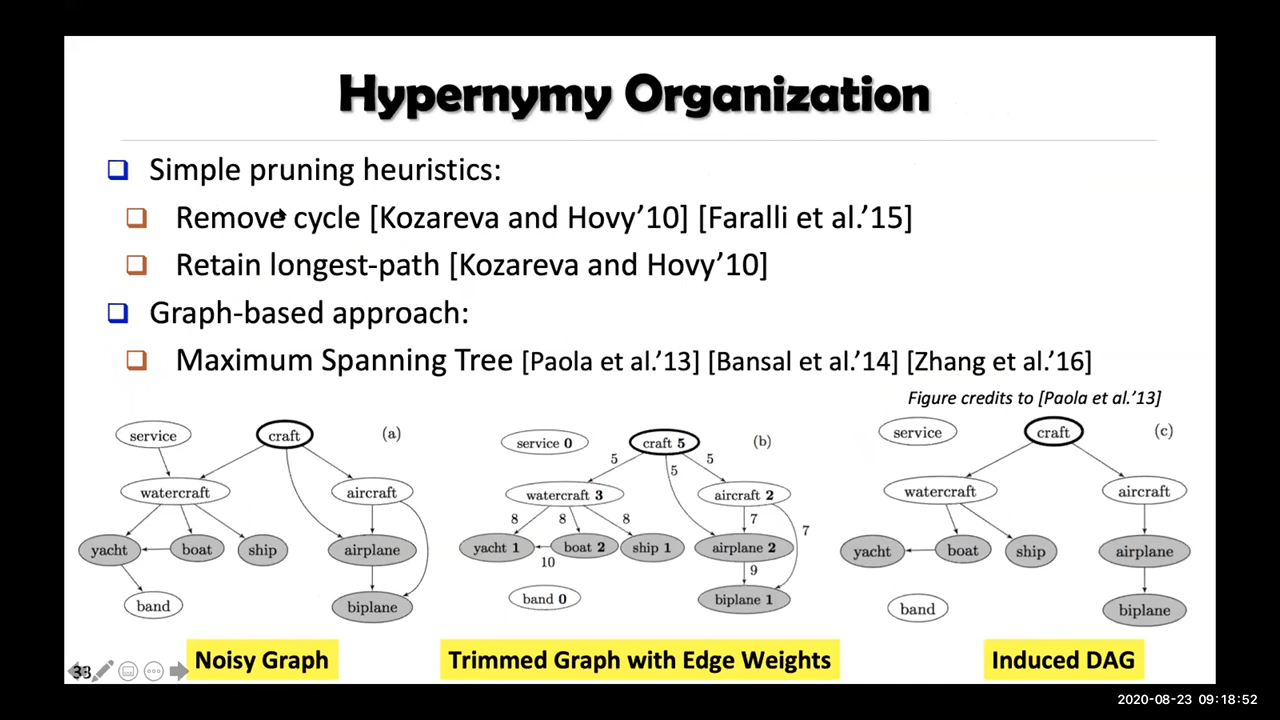 Hypernymy Organization
Simple pruning heuristics:
Remove cycle [Kozareva and Hovy’10] [Faralli et al.’15]
Retain longest-path [Kozareva and Hovy’10]
Graph-based approach:
Maximum Spanning Tree [Paola et al.’13] [Bansal et al.’14] [Zhang et al.’16]
Figure credits to [Paola et al.’13]
service
craft
(a)
watercraft
aircraft
yacht
boat
ship
airplane
band
biplane
Noisy Graph
service 0
craft 5
(b)
5
5
5
watercraft 3
aircraft 2
8
8
8
7
7
yacht 1
boat 2
ship 1
airplane 2
10
9
band 0
biplane 1
Trimmed Graph with Edge Weights
service
craft
(c)
watercraft
aircraft
yacht
boat
ship
airplane
band
biplane
Induced DAG
33
2020-08-23 09:18:52